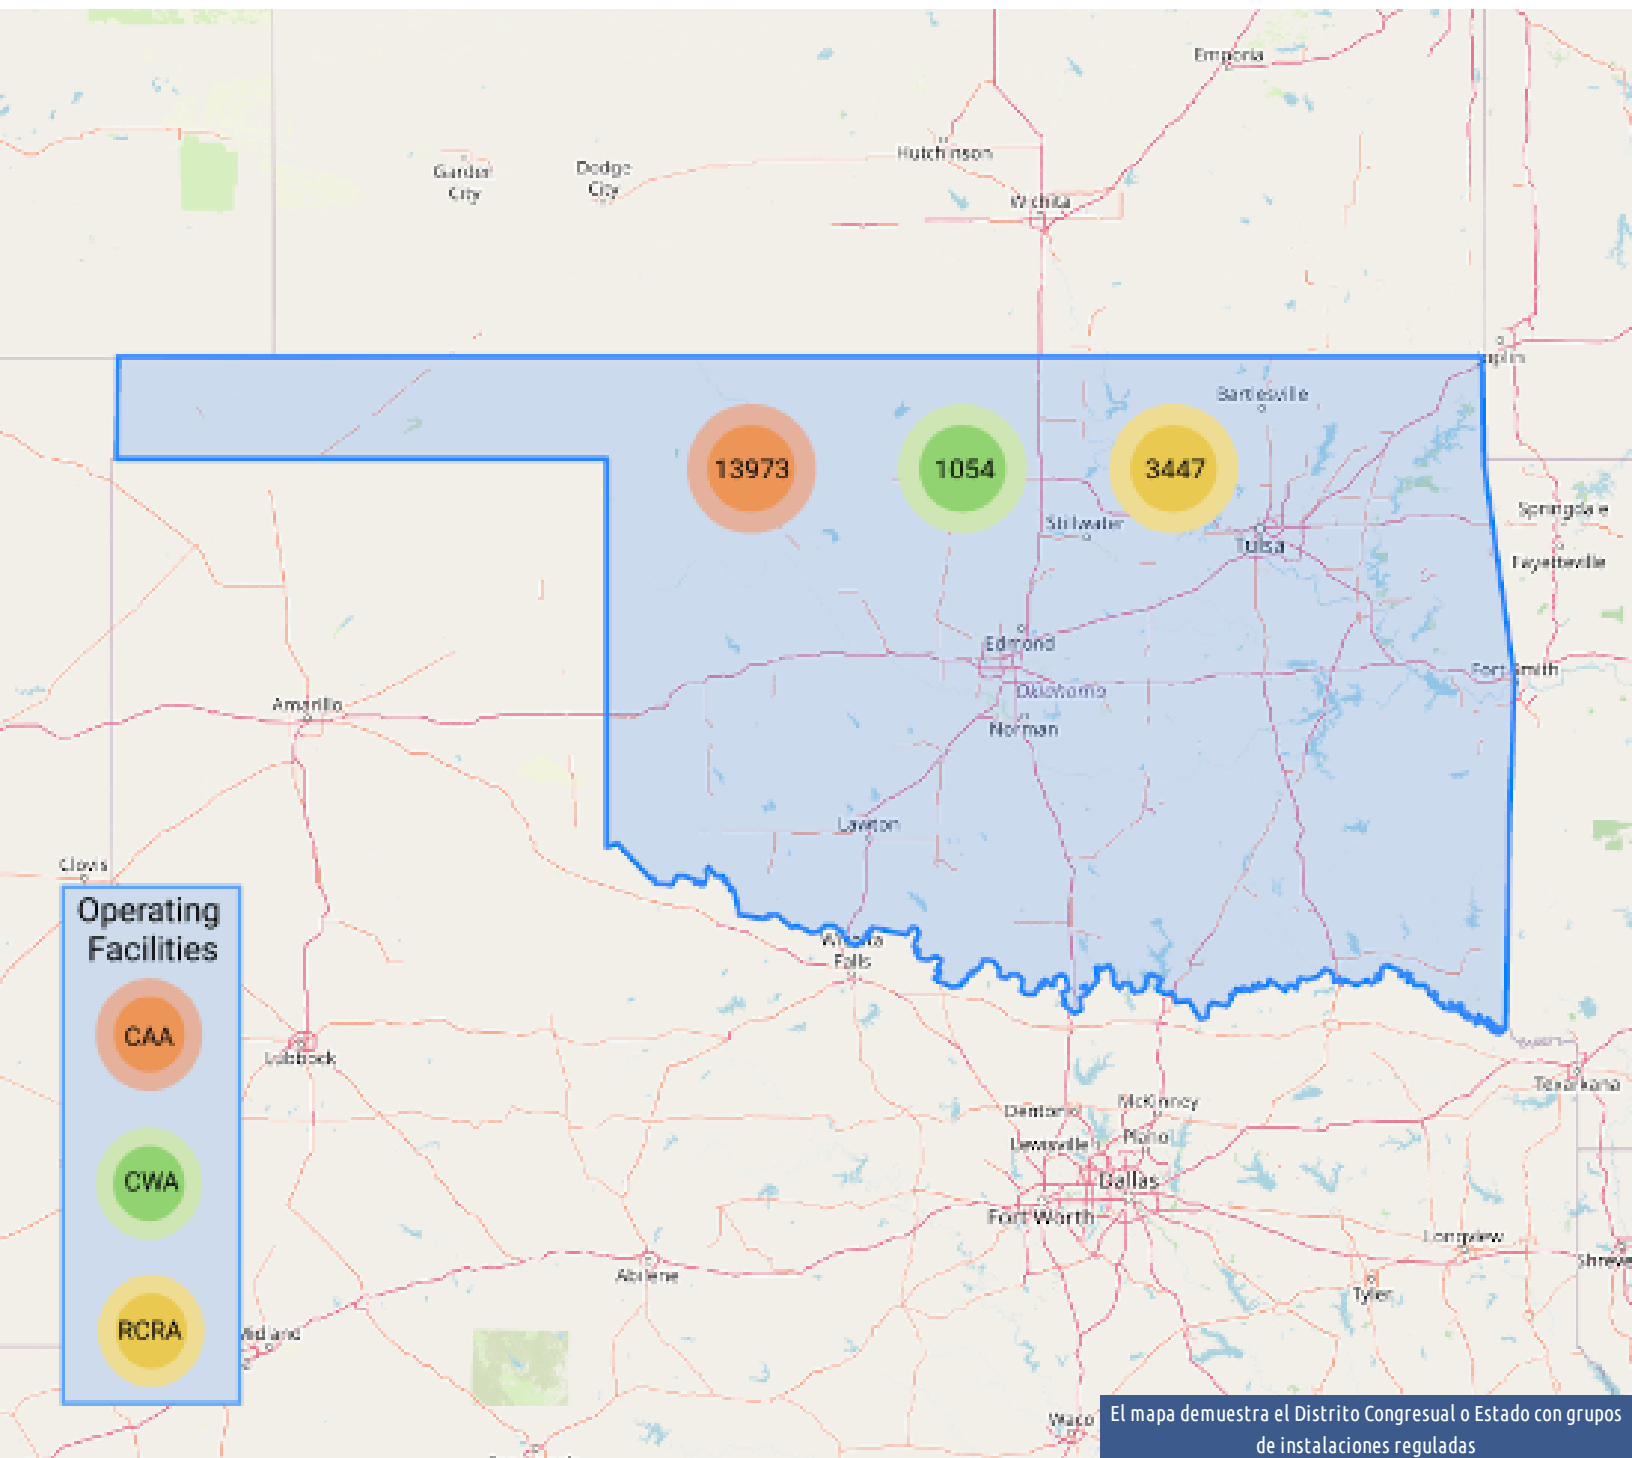 Emporia
Hutchinson
Garden
City
Dodge
City
Wichita
Bartlesville
13973
1054
3447
Stillwater
Tulsa
Springdale
Fayetteville
Edmond
Oklahoma
Fort Smith
Norman
Amarillo
Lawton
Clovis
Wichita
Falls
Operating
Facilities
CAA
CWA
RCRA
Lubbock
Texarkana
Denton
McKinney
Lewisville
Plano
Dallas
Fort Worth
Longview
Abilene
Tyler
Midland
Waco
El mapa demuestra el Distrito Congresual o Estado con grupos
de instalaciones reguladas